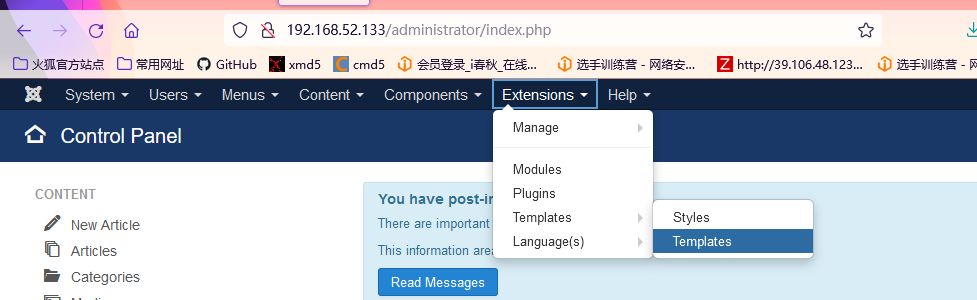 192.168.52.133/administrator/index.php
火狐官方站点 常用网址 GitHub xmd5 cmd5 会员登录_i春秋_在线... 选手训练营 - 网络安... http://39.106.48.123... 选手训练营 - 网
System Users Menus Content Components Extensions Help
Control Panel
Manage
Modules
Plugins
Templates
Language(s)
Styles
Templates
CONTENT
New Article
Articles
Categories
You have post-in
There are important
This information area
Read Messages